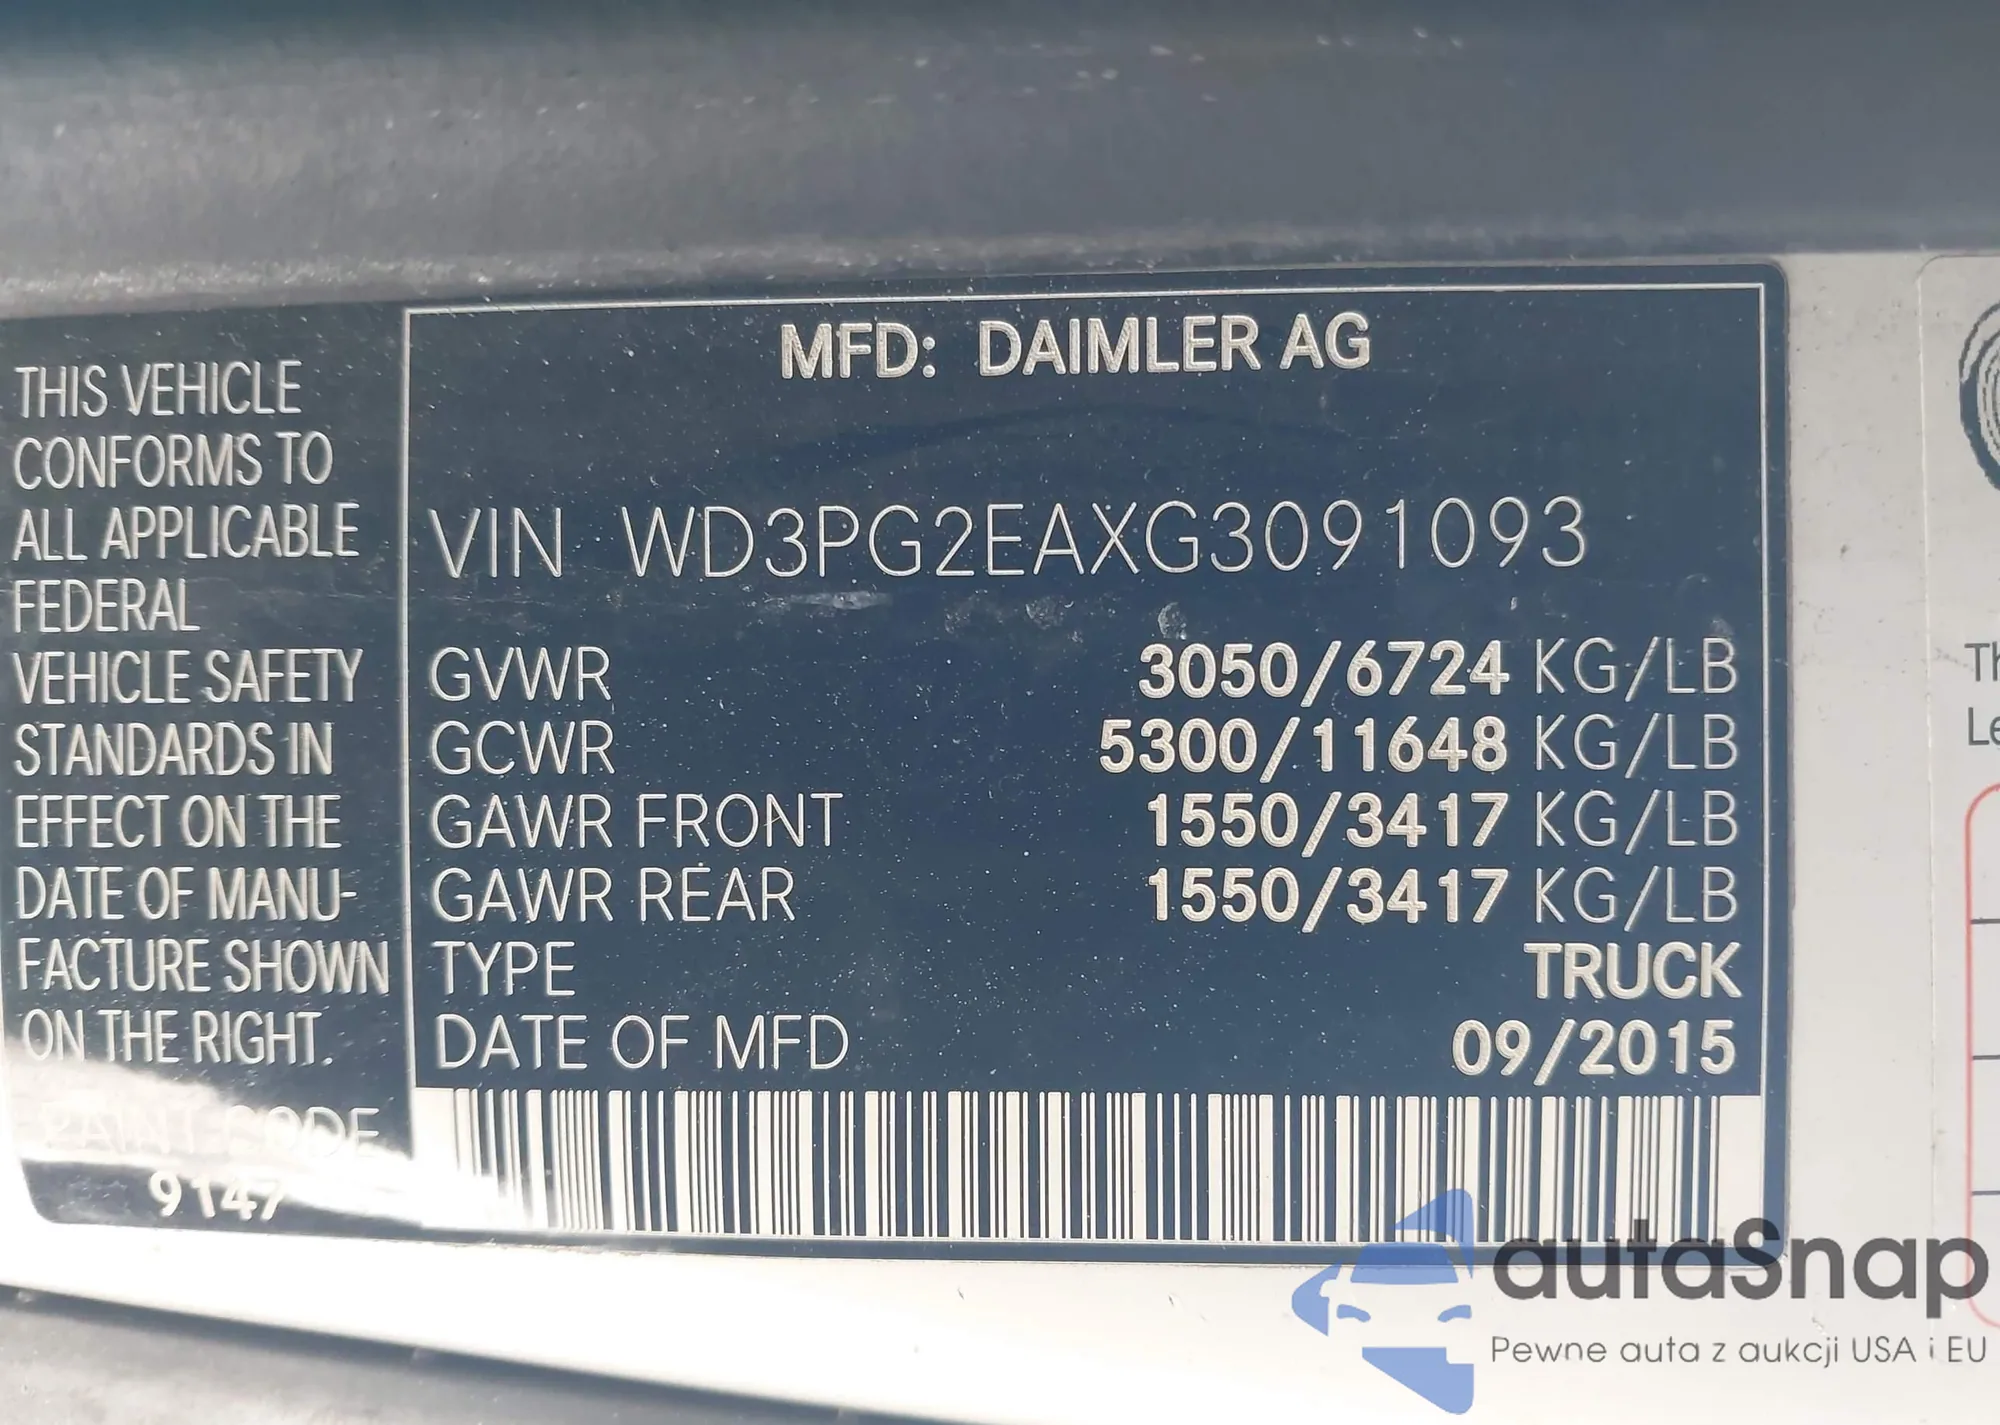 THIS VEHICLE
CONFORMS TO
ALL APPLICABLE
FEDERAL
VEHICLE SAFETY
STANDARDS IN
EFFECT ON THE
DATE OF MANU-
FACTURE SHOWN
ON THE RIGHT.
PAINT CODE
9147
MFD: DAIMLER AG
VIN WD3PG2EAXG3091093
GVWR 3050/6724 KG/LB
GCWR 5300/11648 KG/LB
GAWR FRONT 1550/3417 KG/LB
GAWR REAR 1550/3417 KG/LB
TYPE TRUCK
DATE OF MFD 09/2015
autaSnap
Pewne auta z aukcji USA i EU